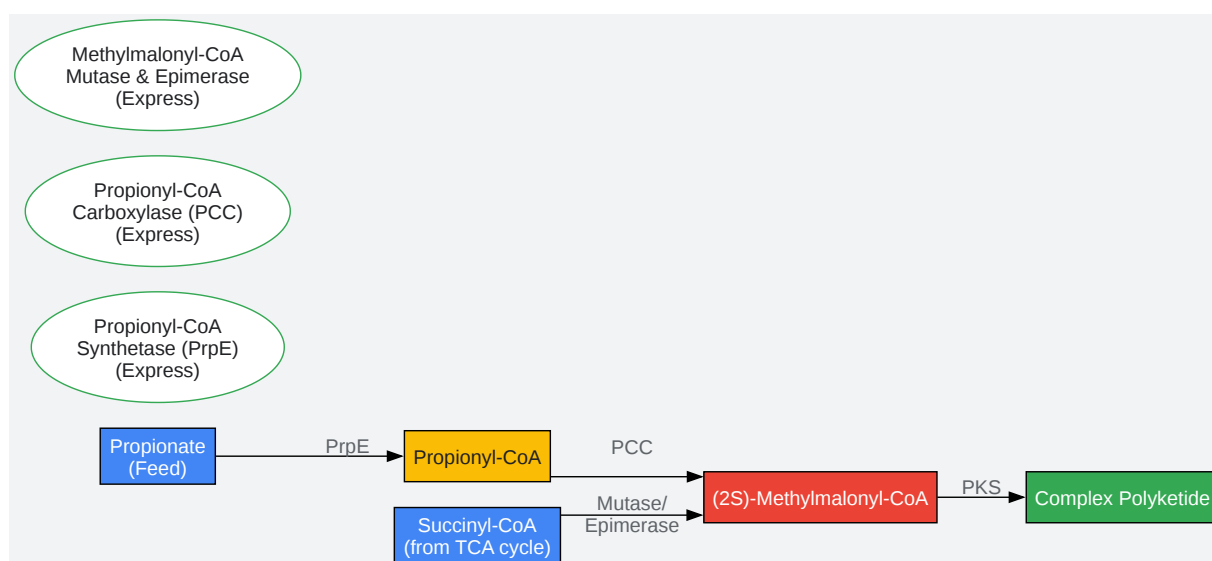 Methylmalonyl-CoA
Mutase & Epimerase
(Express)
Propionyl-CoA
Carboxylase (PCC)
(Express)
Propionyl-CoA
Synthetase (PrpE)
(Express)
Propionate
(Feed)
PrpE
Propionyl-CoA
PCC
Succinyl-CoA
(from TCA cycle)
Mutase/
Epimerase
(2S)-Methylmalonyl-CoA
PKS
Complex Polyketide